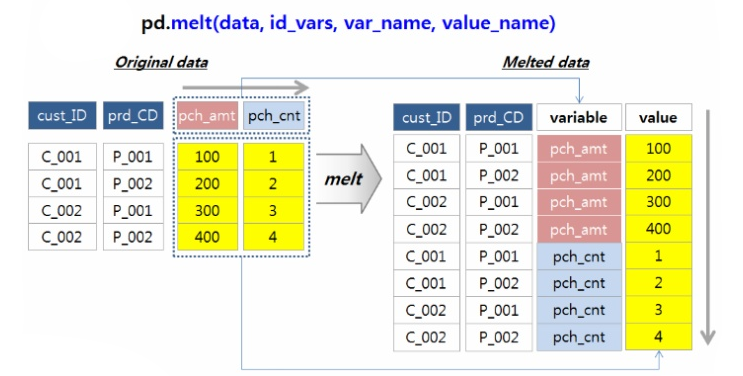 pd.melt(data, id_vars, var_name, value_name)
Original data
Melted data
cust_ID prd_CD pch_amt pch_cnt
C_001 P_001 100 1
C_001 P_002 200 2
C_002 P_001 300 3
C_002 P_002 400 4
melt
cust_ID prd_CD variable value
C_001 P_001 pch_amt 100
C_001 P_002 pch_amt 200
C_002 P_001 pch_amt 300
C_002 P_002 pch_amt 400
C_001 P_001 pch_cnt 1
C_001 P_002 pch_cnt 2
C_002 P_001 pch_cnt 3
C_002 P_002 pch_cnt 4